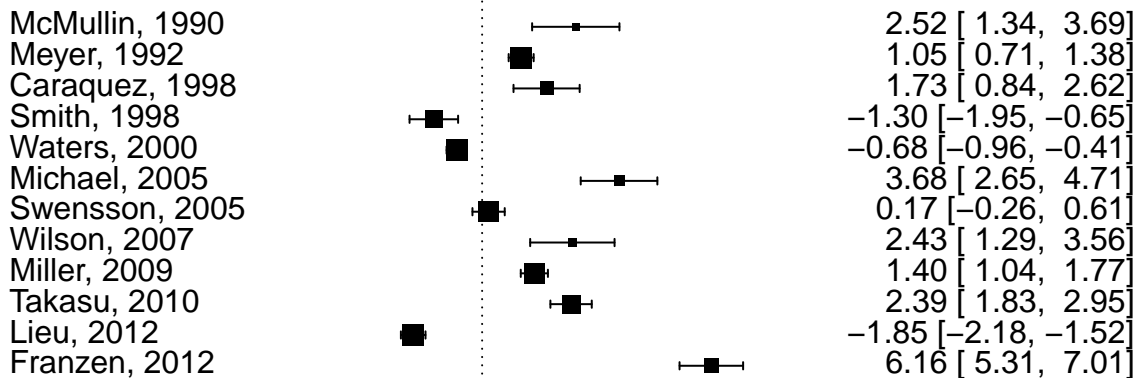 McMullin, 1990 2.52 [ 1.34, 3.69]
Meyer, 1992 1.05 [ 0.71, 1.38]
Caraquez, 1998 1.73 [ 0.84, 2.62]
Smith, 1998 −1.30 [−1.95, −0.65]
Waters, 2000 −0.68 [−0.96, −0.41]
Michael, 2005 3.68 [ 2.65, 4.71]
Swensson, 2005 0.17 [−0.26, 0.61]
Wilson, 2007 2.43 [ 1.29, 3.56]
Miller, 2009 1.40 [ 1.04, 1.77]
Takasu, 2010 2.39 [ 1.83, 2.95]
Lieu, 2012 −1.85 [−2.18, −1.52]
Franzen, 2012 6.16 [ 5.31, 7.01]